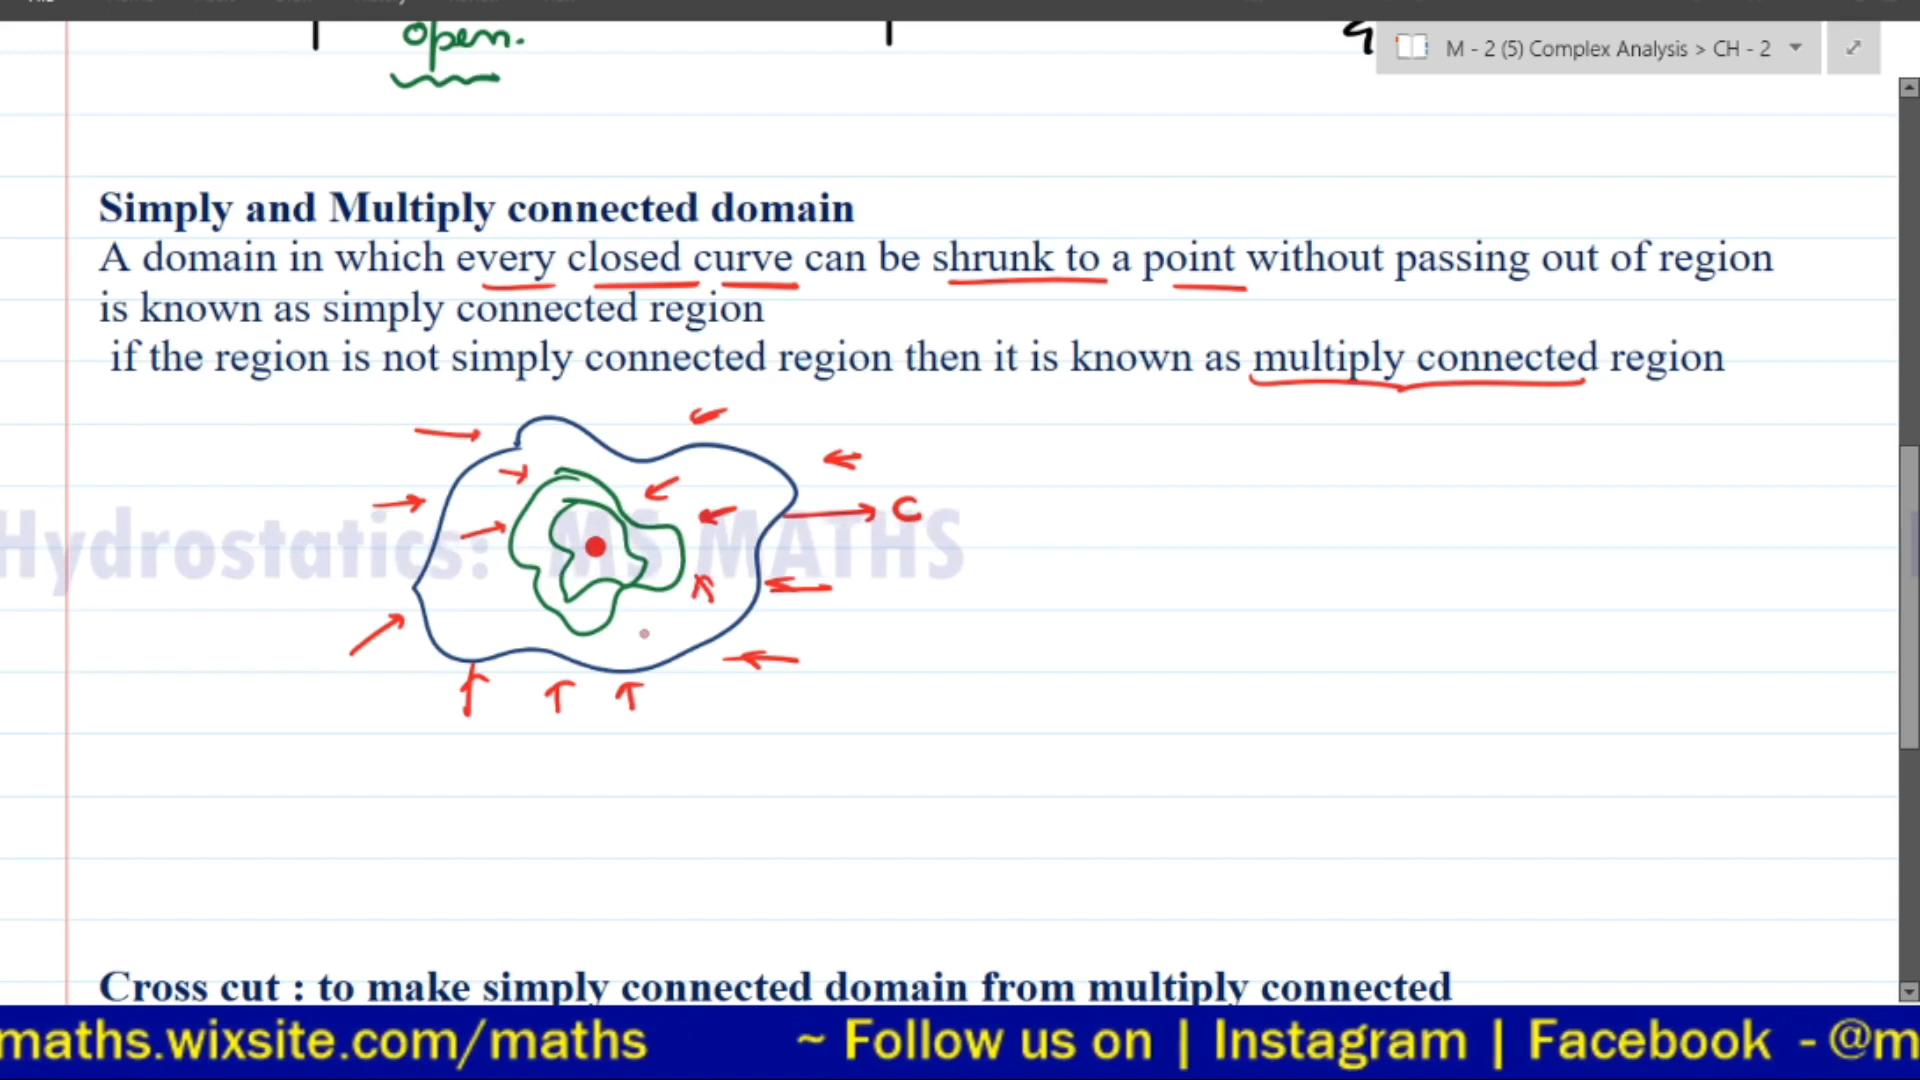 open.
M - 2 (5) Complex Analysis > CH - 2
Simply and Multiply connected domain
A domain in which every closed curve can be shrunk to a point without passing out of region
is known as simply connected region
if the region is not simply connected region then it is known as multiply connected region
C
Hydrostatics: MS MATHS
Cross cut : to make simply connected domain from multiply connected
maths.wixsite.com/maths ~ Follow us on | Instagram | Facebook - @m